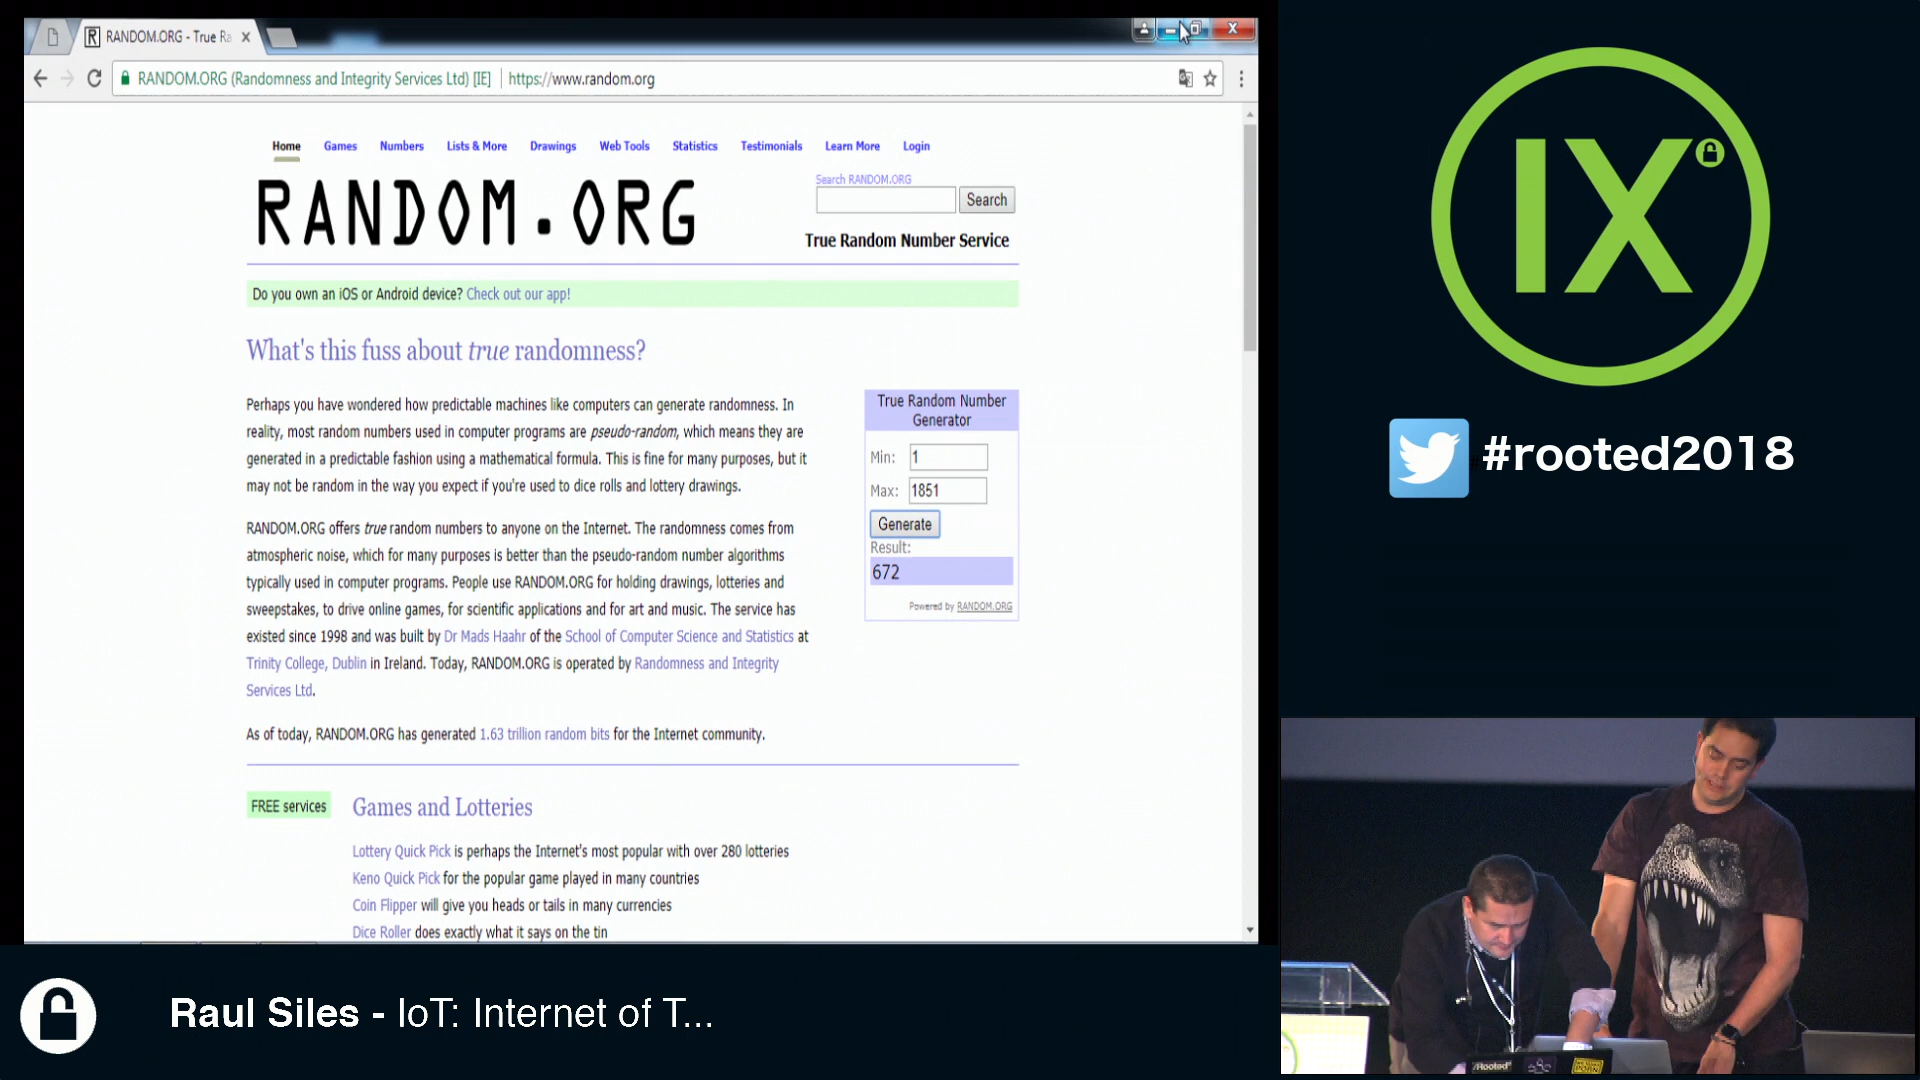 RANDOM.ORG - True Ra
RANDOM.ORG (Randomness and Integrity Services Ltd) [IE] https://www.random.org
Home Games Numbers Lists & More Drawings Web Tools Statistics Testimonials Learn More Login
Search RANDOM.ORG
Search
RANDOM.ORG
True Random Number Service
Do you own an iOS or Android device? Check out our app!
What's this fuss about true randomness?
Perhaps you have wondered how predictable machines like computers can generate randomness. In
reality, most random numbers used in computer programs are pseudo-random, which means they are
generated in a predictable fashion using a mathematical formula. This is fine for many purposes, but it
may not be random in the way you expect if you're used to dice rolls and lottery drawings.
RANDOM.ORG offers true random numbers to anyone on the Internet. The randomness comes from
atmospheric noise, which for many purposes is better than the pseudo-random number algorithms
typically used in computer programs. People use RANDOM.ORG for holding drawings, lotteries and
sweepstakes, to drive online games, for scientific applications and for art and music. The service has
existed since 1998 and was built by Dr Mads Haahr of the School of Computer Science and Statistics at
Trinity College, Dublin in Ireland. Today, RANDOM.ORG is operated by Randomness and Integrity
Services Ltd.
As of today, RANDOM.ORG has generated 1.63 trillion random bits for the Internet community.
True Random Number
Generator
Min: 1
Max: 1851
Generate
Result:
672
Powered by RANDOM.ORG
FREE services
Games and Lotteries
Lottery Quick Pick is perhaps the Internet's most popular with over 280 lotteries
Keno Quick Pick for the popular game played in many countries
Coin Flipper will give you heads or tails in many currencies
Dice Roller does exactly what it says on the tin
IX
#rooted2018
/Rooted
Raul Siles - IoT: Internet of T...